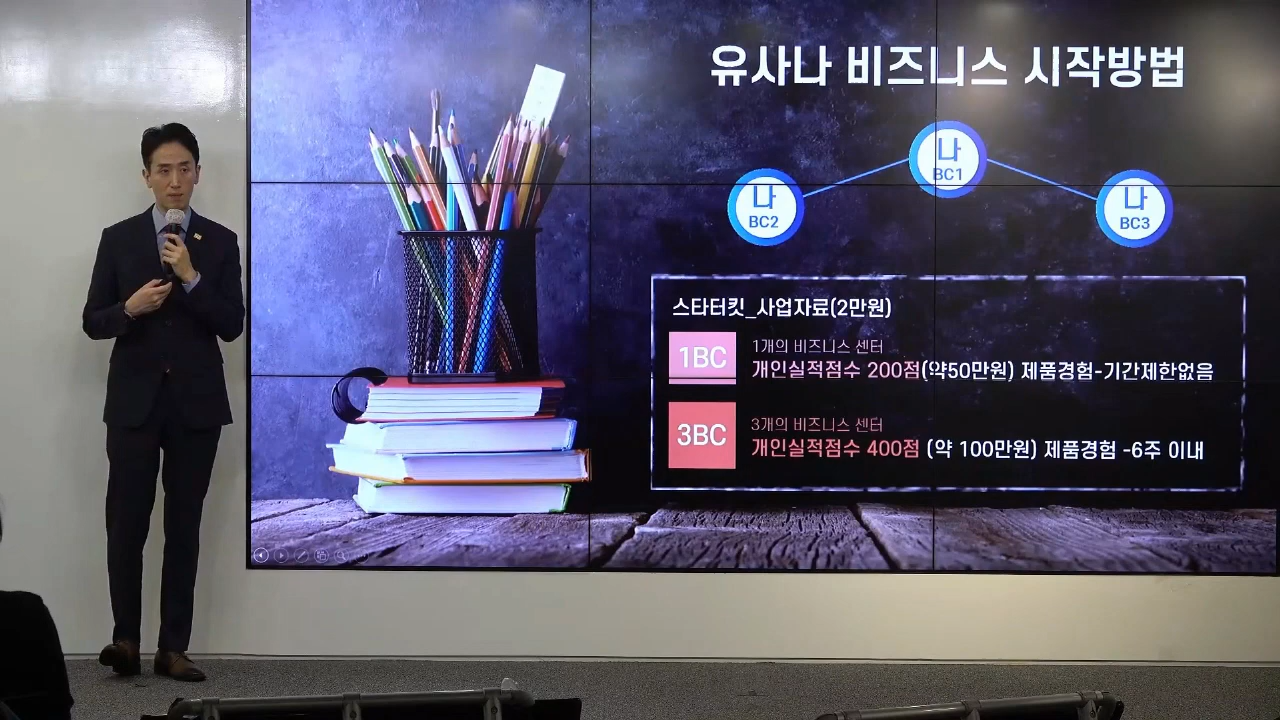 유사나 비즈니스 시작방법
나
BC1
나
BC2
나
BC3
스타터킷_사업자료(2만원)
1BC
1개의 비즈니스 센터
개인실적점수 200점(약50만원) 제품경험-기간제한없음
3BC
3개의 비즈니스 센터
개인실적점수 400점 (약 100만원) 제품경험 -6주 이내